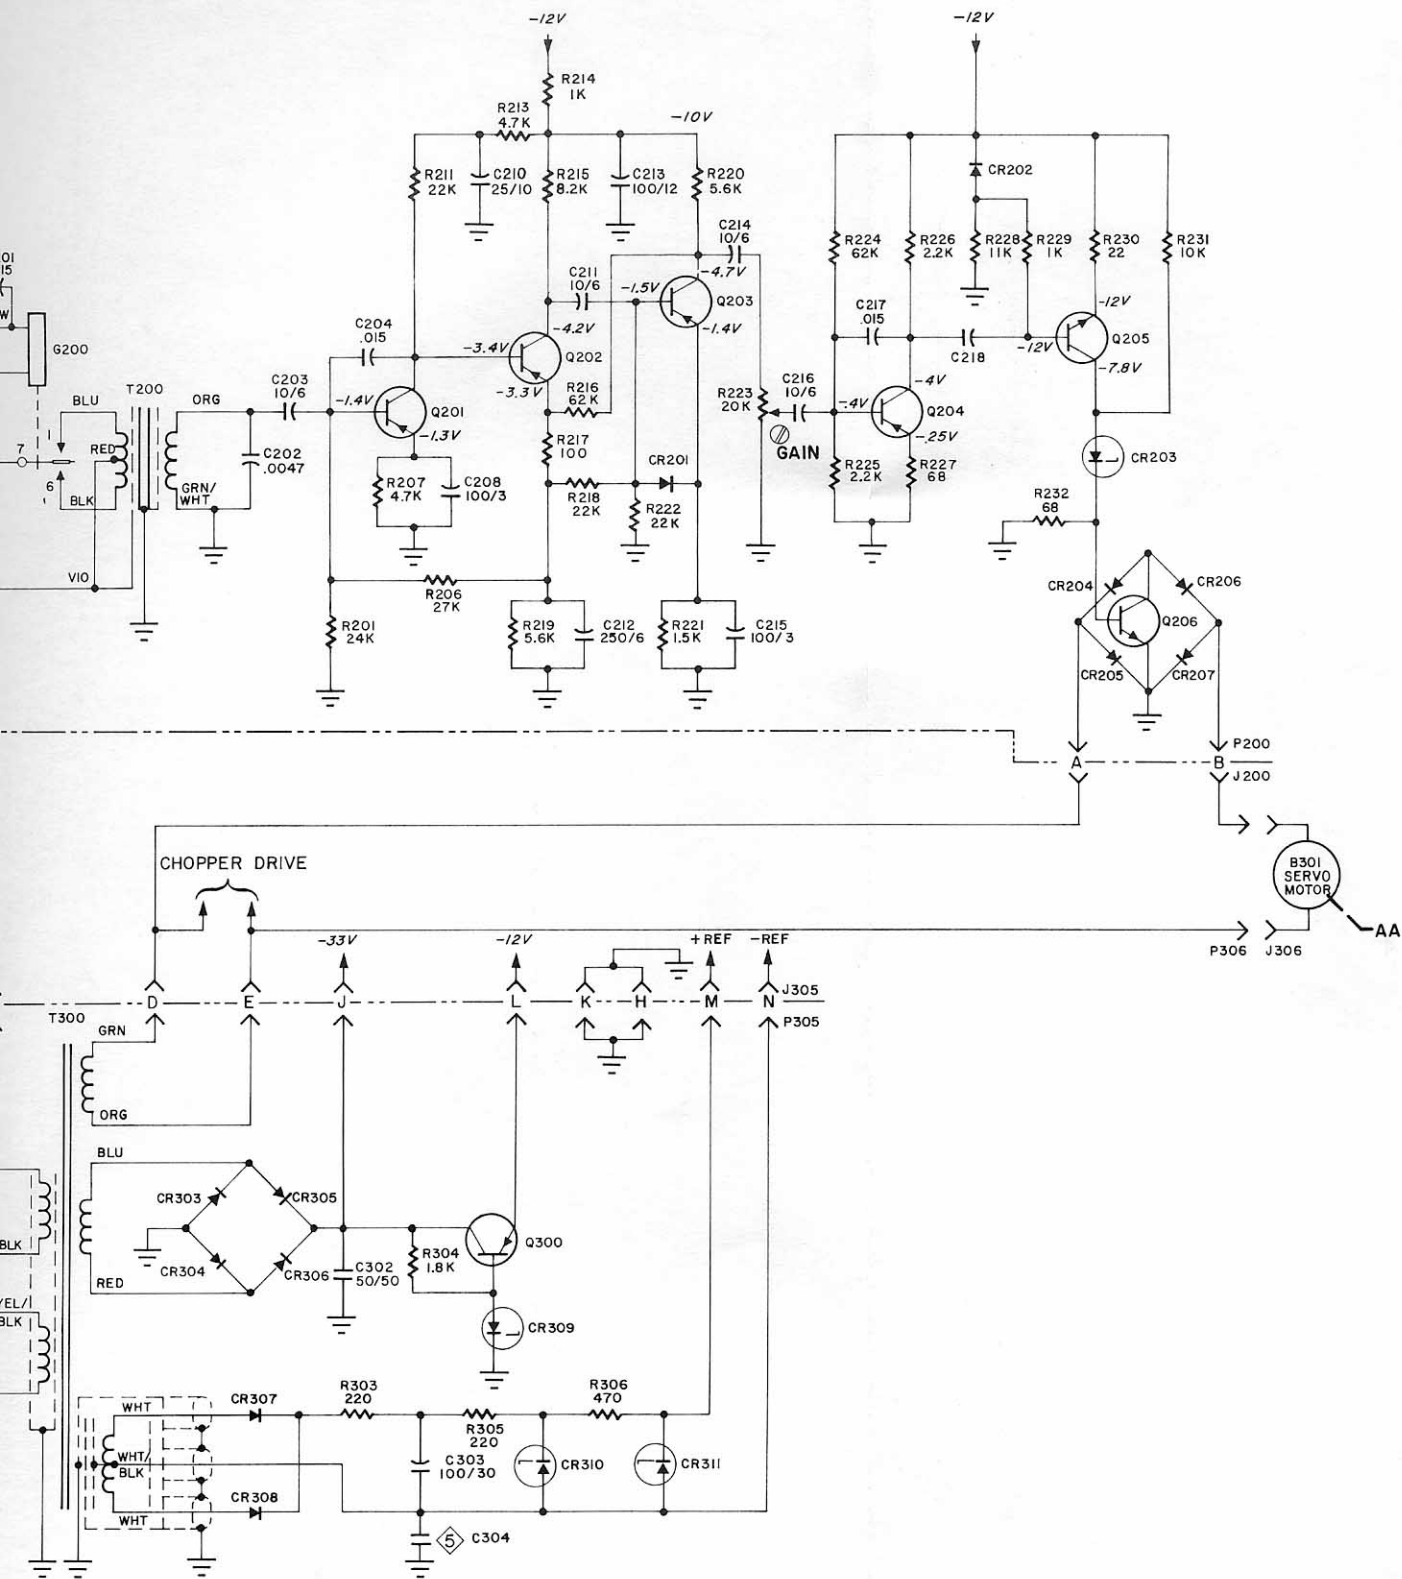 -12V
-12V
R214
1K
R213
4.7K
-10V
R211
22K
C210
25/10
R215
8.2K
C213
100/12
R220
5.6K
CR202
C214
10/6
R224
62K
R226
2.2K
R228
11K
R229
1K
R230
22
R231
10K
C211
10/6
-1.5V
-4.7V
Q203
-1.4V
-12V
C204
.015
-4.2V
-3.4V
Q202
-3.3V
C217
.015
C218
-12V
Q205
-7.8V
G200
W
T200
BLU
ORG
C203
10/6
-1.4V
Q201
-1.3V
R216
62K
R223
20K
C216
10/6
GAIN
-.4V
-4V
Q204
-.25V
7
RED
6
BLK
GRN/
WHT
C202
.0047
R217
100
CR201
R225
2.2K
R227
68
CR203
R207
4.7K
C208
100/3
R218
22K
R222
22K
R232
68
VIO
R206
27K
CR204
CR206
R201
24K
R219
5.6K
C212
250/6
R221
1.5K
C215
100/3
Q206
CR205
CR207
A
B
P200
J200
CHOPPER DRIVE
B301
SERVO
MOTOR
AA
-33V
-12V
+REF
-REF
P306
J306
D
E
J
L
K
H
M
N
J305
P305
T300
GRN
ORG
BLU
CR303
CR305
BLK
CR304
CR306
RED
C302
50/50
R304
1.8K
Q300
BLK
CR309
WHT
CR307
R303
220
R305
220
R306
470
WHT/
BLK
C303
100/30
CR310
CR311
CR308
WHT
5
C304